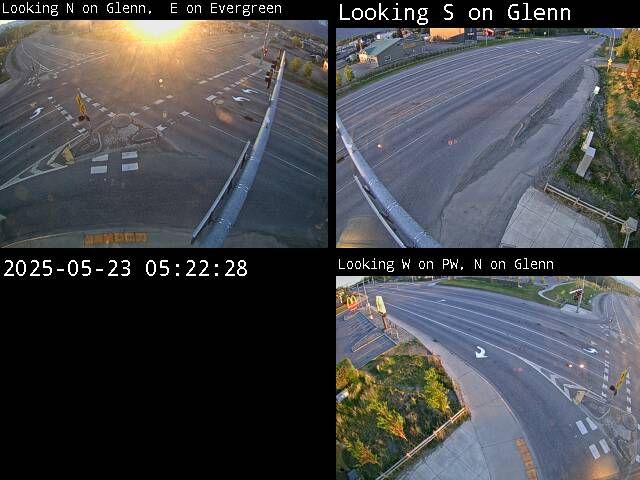 Looking N on Glenn,  E on Evergreen
Looking S on Glenn
2025-05-23 05:22:28
Looking W on PW, N on Glenn